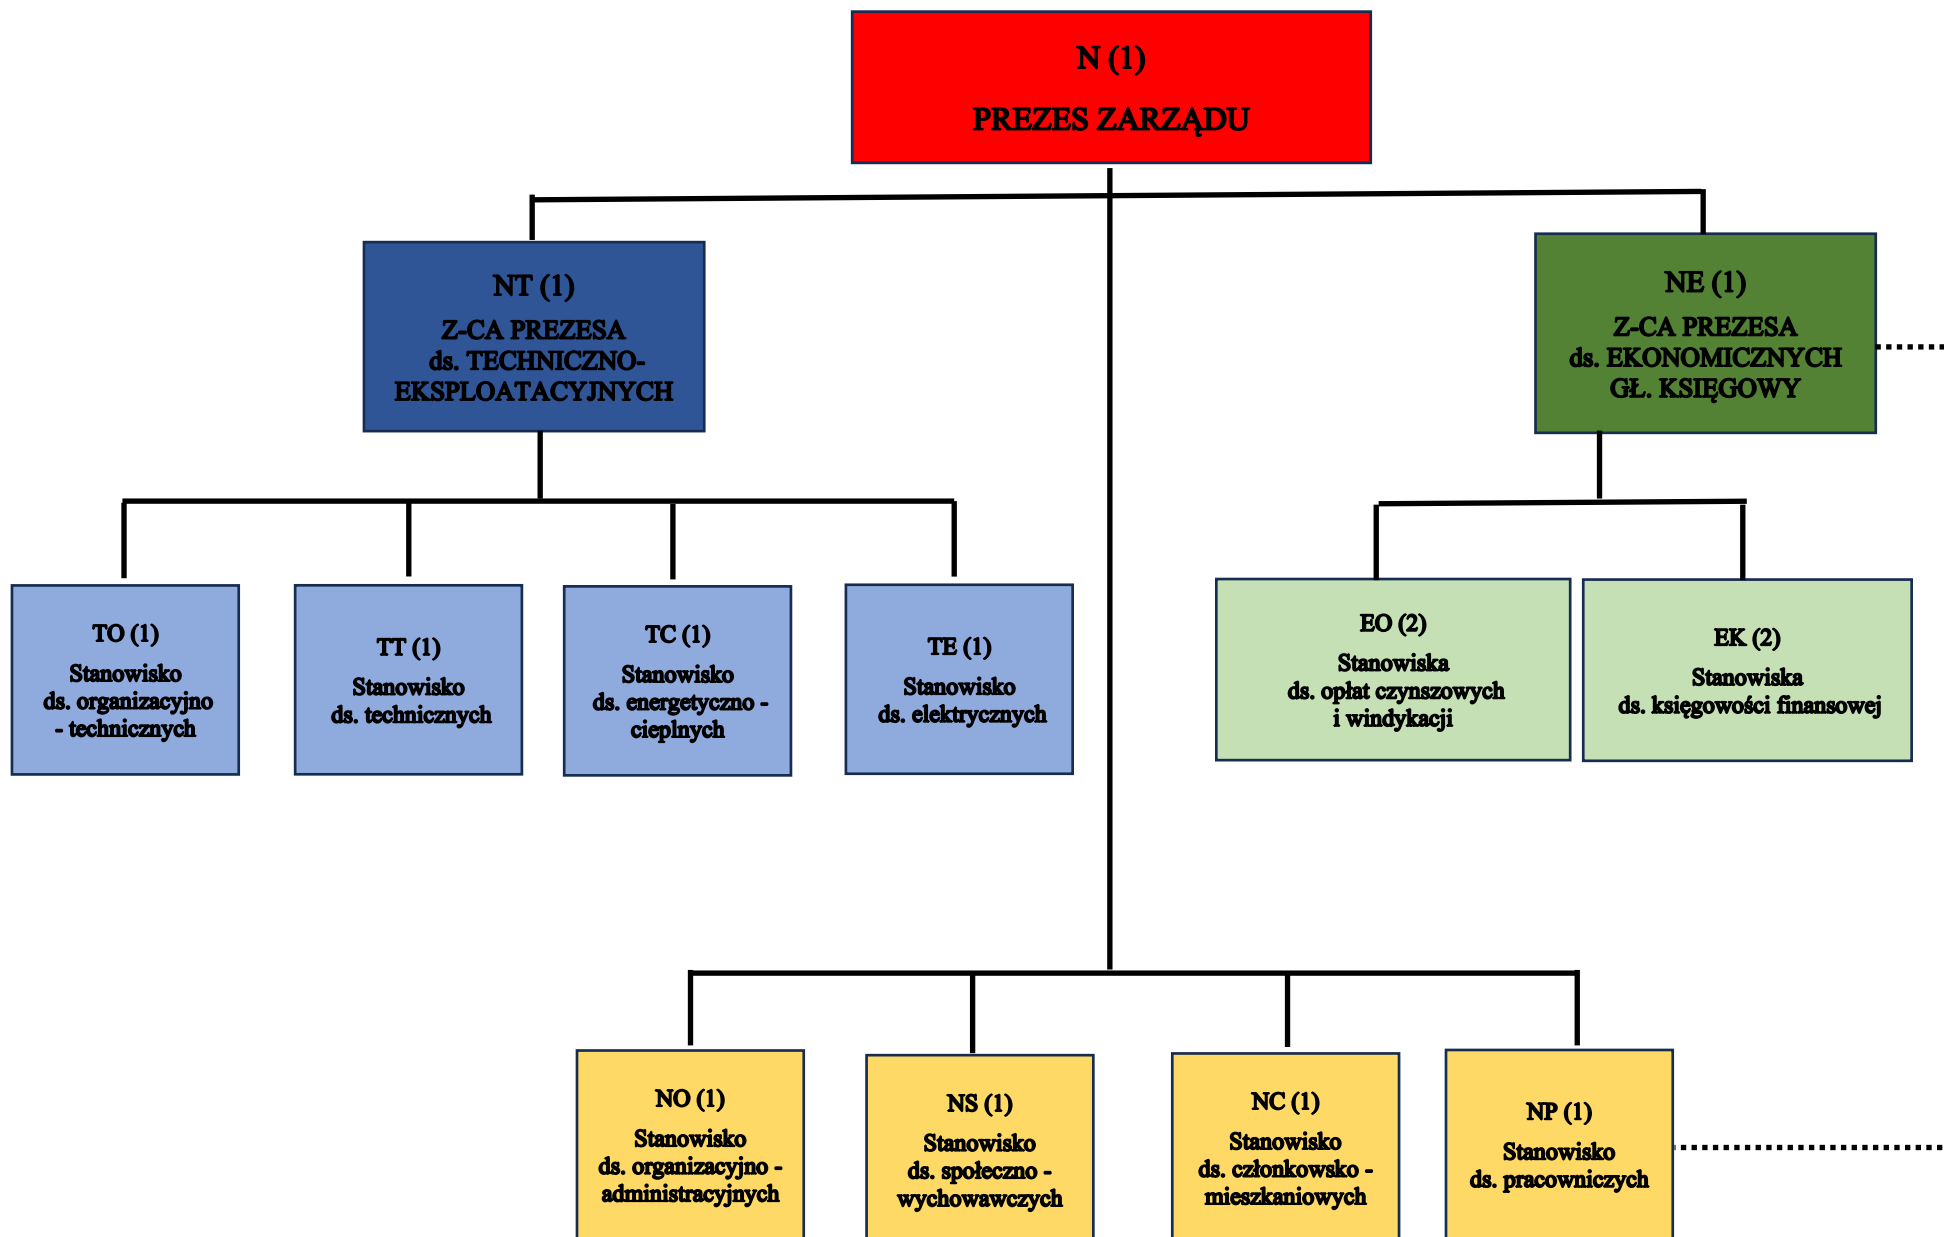 N (1)
PREZES ZARZĄDU
NT (1)
Z-CA PREZESA
ds. TECHNICZNO-
EKSPLOATACYJNYCH
NE (1)
Z-CA PREZESA
ds. EKONOMICZNYCH
GŁ. KSIĘGOWY
TO (1)
Stanowisko
ds. organizacyjno
- technicznych
TT (1)
Stanowisko
ds. technicznych
TC (1)
Stanowisko
ds. energetyczno -
cieplnych
TE (1)
Stanowisko
ds. elektrycznych
EO (2)
Stanowiska
ds. opłat czynszowych
i windykacji
EK (2)
Stanowiska
ds. księgowości finansowej
NO (1)
Stanowisko
ds. organizacyjno -
administracyjnych
NS (1)
Stanowisko
ds. społeczno -
wychowawczych
NC (1)
Stanowisko
ds. członkowsko -
mieszkaniowych
NP (1)
Stanowisko
ds. pracowniczych